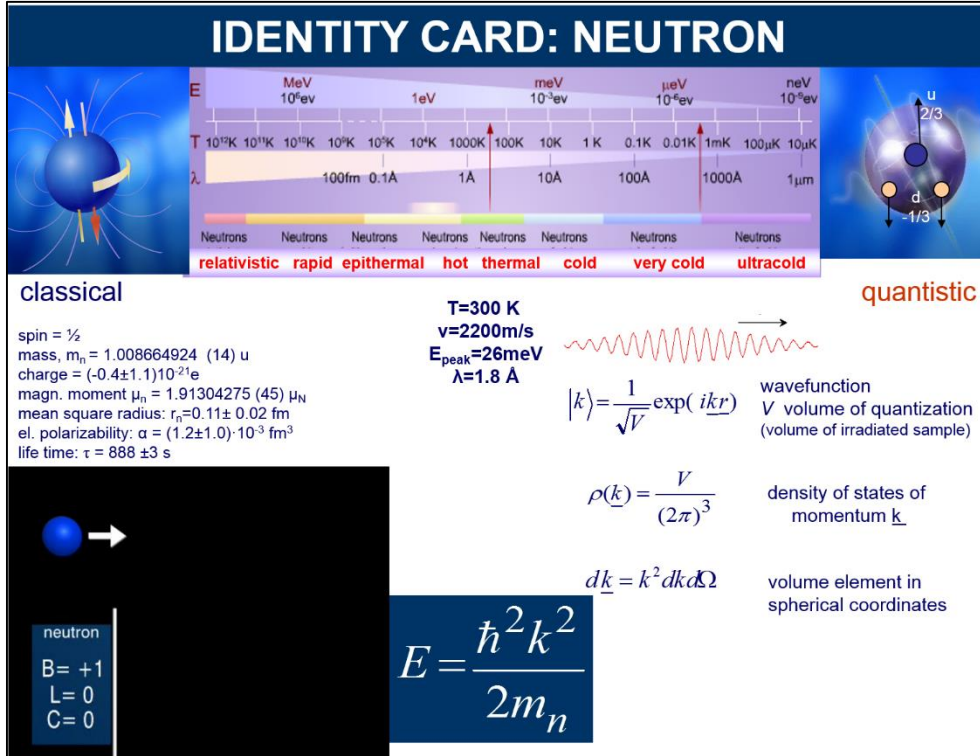 IDENTITY CARD: NEUTRON
E
MeV
10⁶ev
1eV
meV
10⁻³ev
μeV
10⁻⁶ev
neV
10⁻⁹ev
T
10¹²K 10¹¹K 10¹⁰K 10⁹K 10⁵K 10⁴K 1000K 100K 10K 1 K 0.1K 0.01K 1mK 100μK 10μK
λ
100fm 0.1Å 1Å 10Å 100Å 1000Å 1μm
Neutrons Neutrons Neutrons Neutrons Neutrons Neutrons Neutrons Neutrons
relativistic rapid epithermal hot thermal cold very cold ultracold
u
2/3
d
-1/3
classical
quantistic
spin = ½
mass, mₙ = 1.008664924 (14) u
charge = (-0.4±1.1)10⁻²¹e
magn. moment μₙ = 1.91304275 (45) μN
mean square radius: rₙ=0.11± 0.02 fm
el. polarizability: α = (1.2±1.0)·10⁻³ fm³
life time: τ = 888 ±3 s
T=300 K
v=2200m/s
Epeak=26meV
λ=1.8 Å
|k⟩ = 1/√V exp( ikr)
wavefunction
V volume of quantization
(volume of irradiated sample)
ρ(k) = V/(2π)³
density of states of
momentum k
dk = k²dkdΩ
volume element in
spherical coordinates
neutron
B= +1
L= 0
C= 0
E = ħ²k²/2mₙ